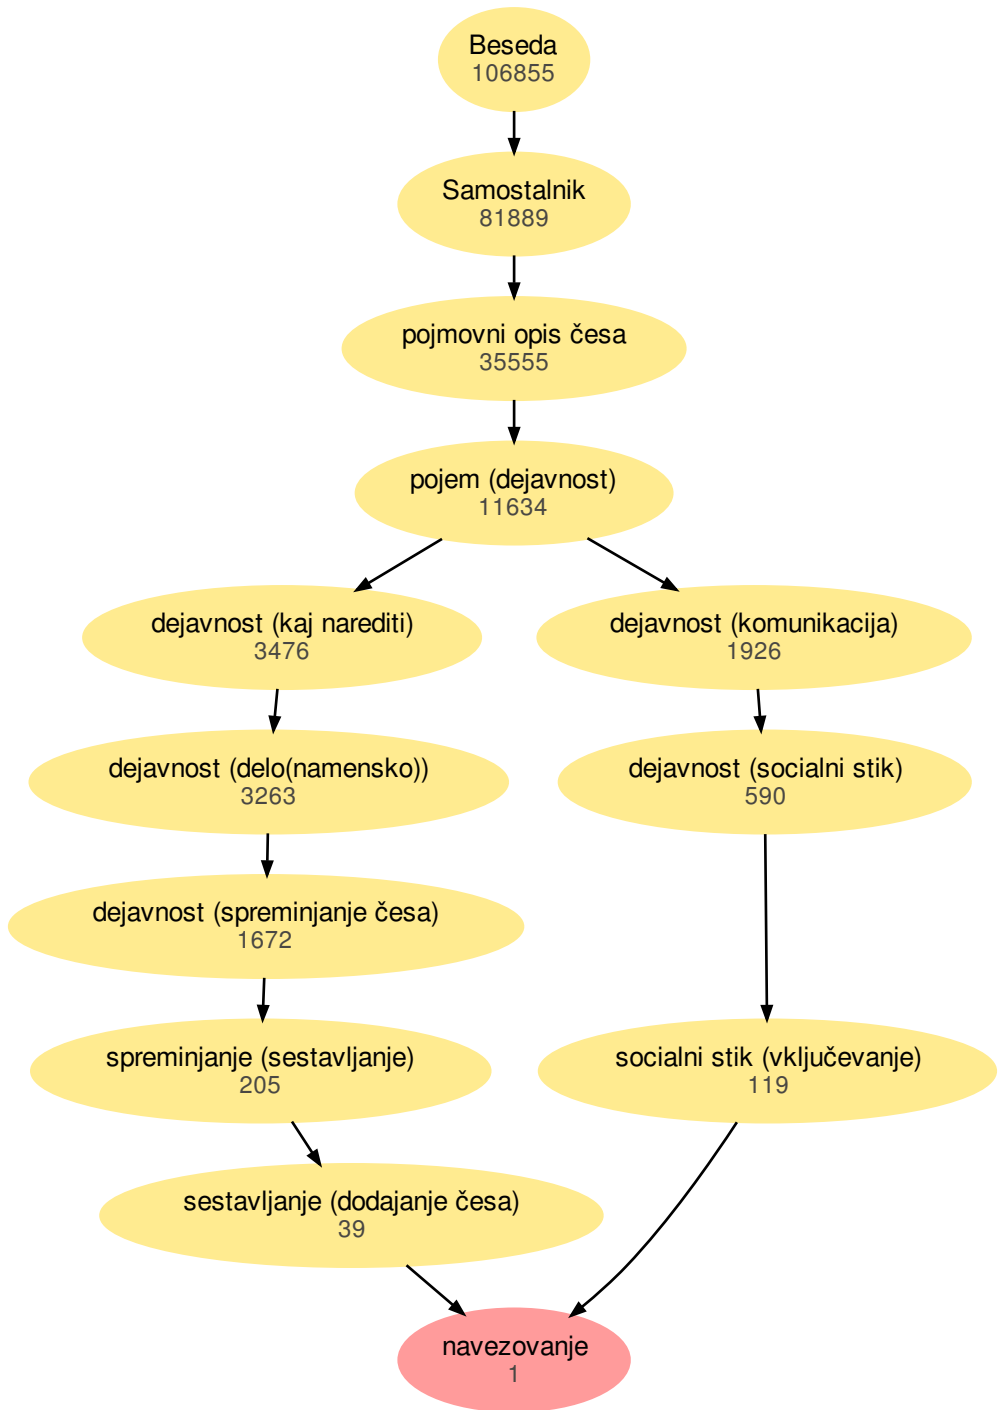 Beseda
106855
Samostalnik
81889
pojmovni opis česa
35555
pojem (dejavnost)
11634
dejavnost (kaj narediti)
3476
dejavnost (komunikacija)
1926
dejavnost (delo(namensko))
3263
dejavnost (socialni stik)
590
dejavnost (spreminjanje česa)
1672
spreminjanje (sestavljanje)
205
socialni stik (vključevanje)
119
sestavljanje (dodajanje česa)
39
navezovanje
1